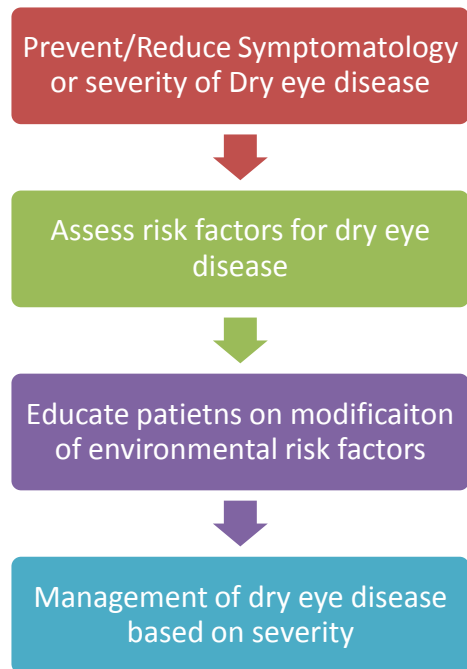 Prevent/Reduce Symptomatology
or severity of Dry eye disease
Assess risk factors for dry eye
disease
Educate patietns on modificaiton
of environmental risk factors
Management of dry eye disease
based on severity